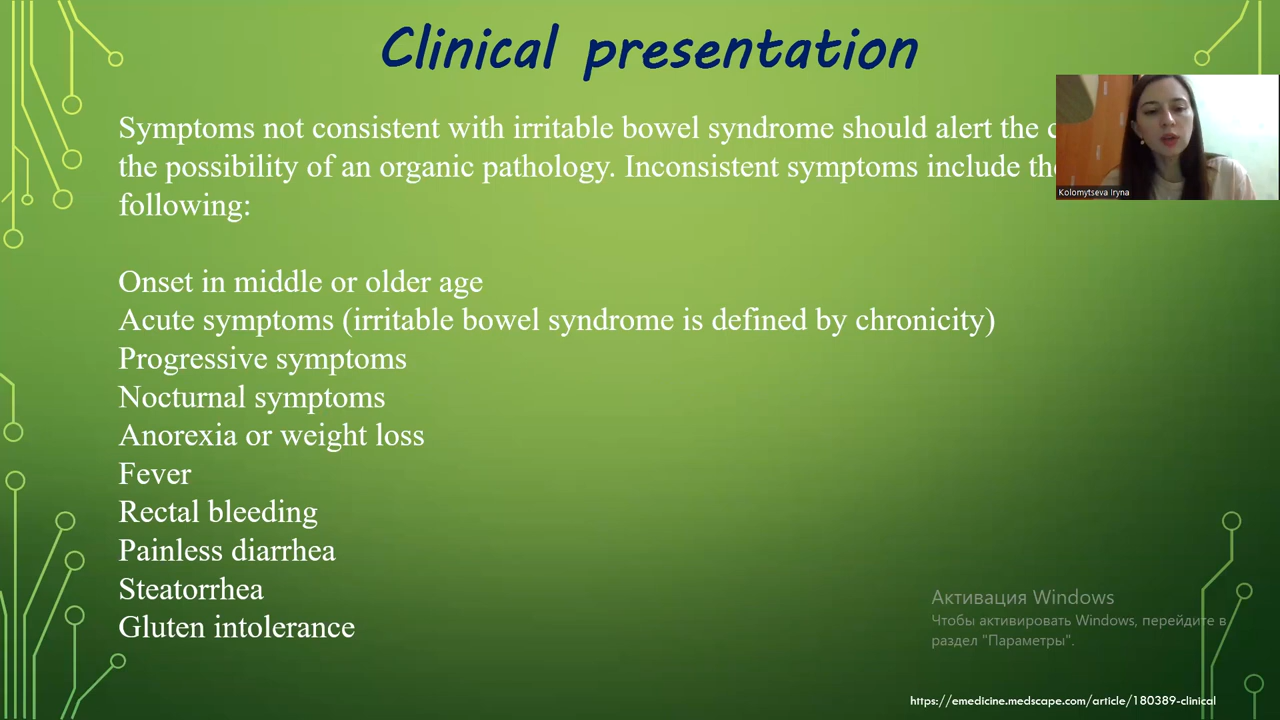 Clinical presentation
Symptoms not consistent with irritable bowel syndrome should alert the
the possibility of an organic pathology. Inconsistent symptoms include
following:
Onset in middle or older age
Acute symptoms (irritable bowel syndrome is defined by chronicity)
Progressive symptoms
Nocturnal symptoms
Anorexia or weight loss
Fever
Rectal bleeding
Painless diarrhea
Steatorrhea
Gluten intolerance
Kolomytseva Iryna
Активация Windows
Чтобы активировать Windows, перейдите в
раздел "Параметры".
https://emedicine.medscape.com/article/180389-clinical